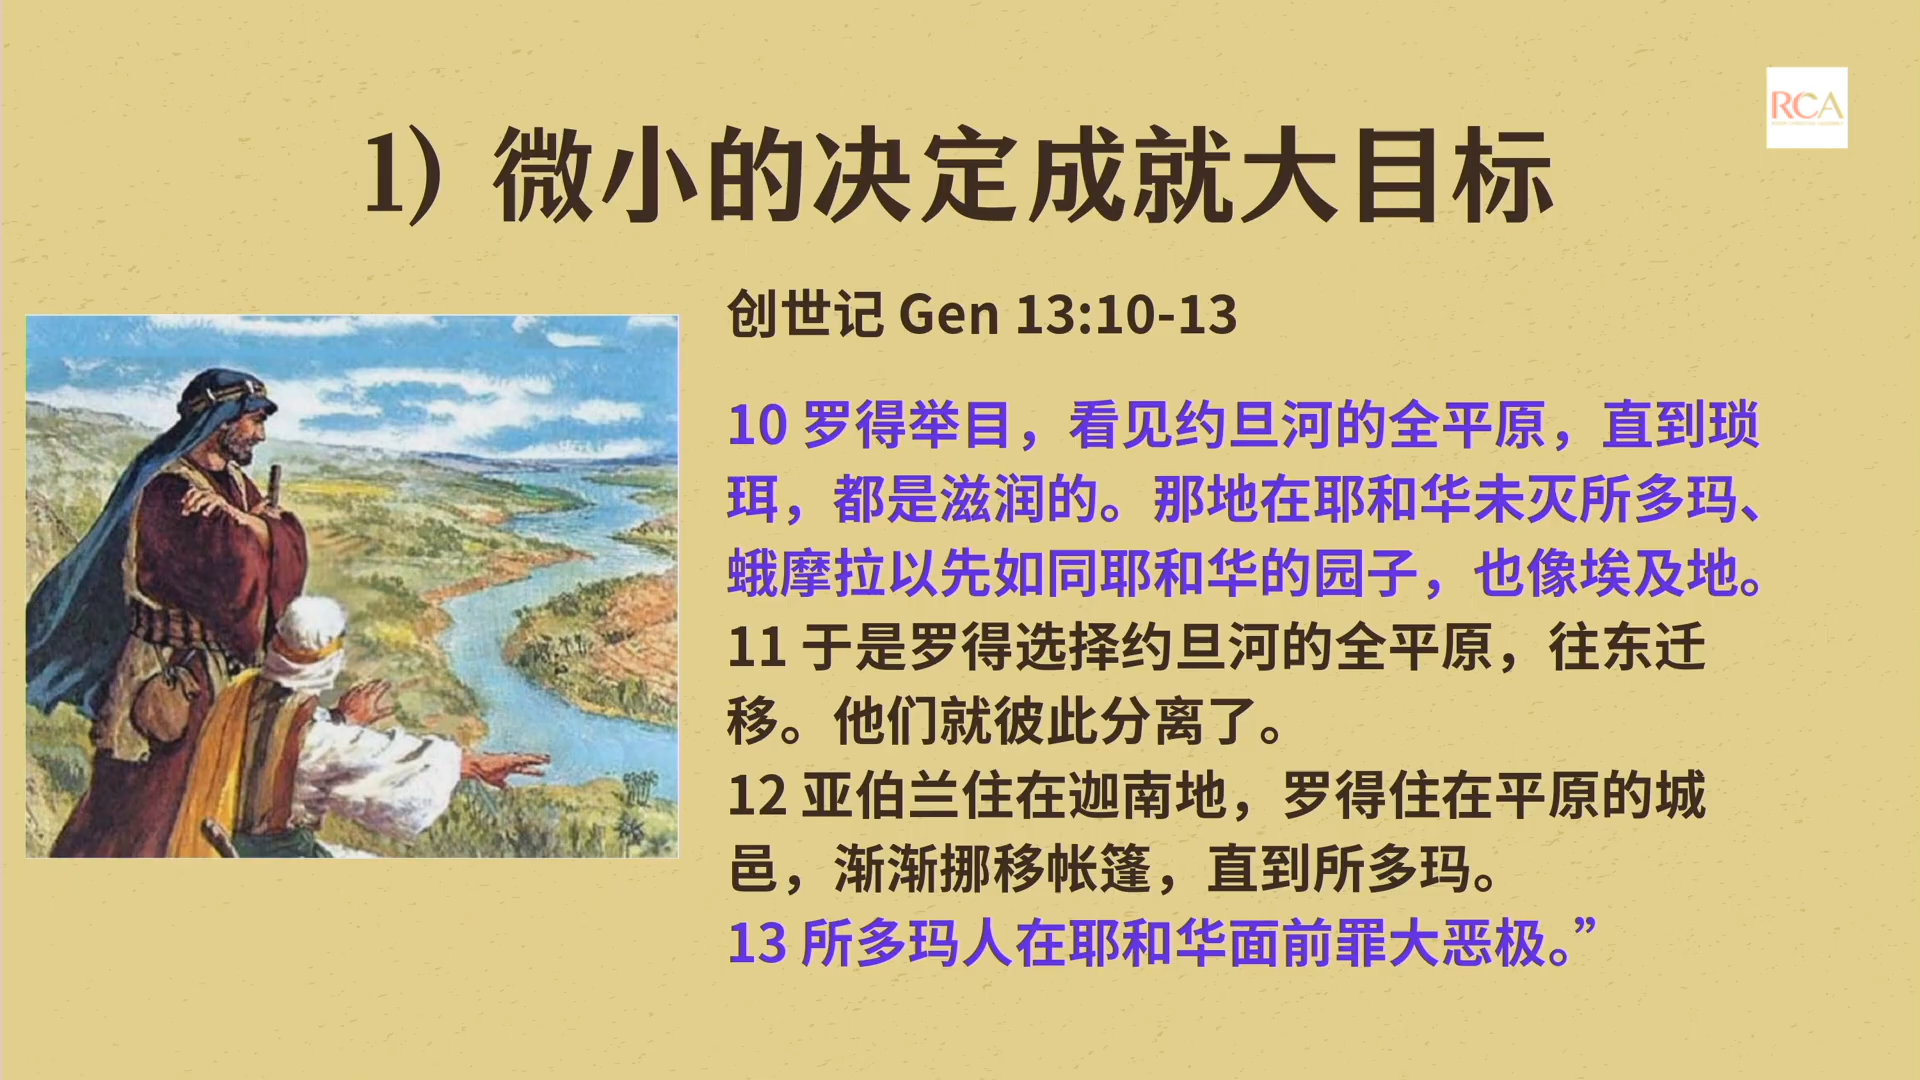 RCA
1) 微小的决定成就大目标
创世记 Gen 13:10-13
10 罗得举目，看见约旦河的全平原，直到琐
珥，都是滋润的。那地在耶和华未灭所多玛、
蛾摩拉以先如同耶和华的园子，也像埃及地。
11 于是罗得选择约旦河的全平原，往东迁
移。他们就彼此分离了。
12 亚伯兰住在迦南地，罗得住在平原的城
邑，渐渐挪移帐篷，直到所多玛。
13 所多玛人在耶和华面前罪大恶极。”